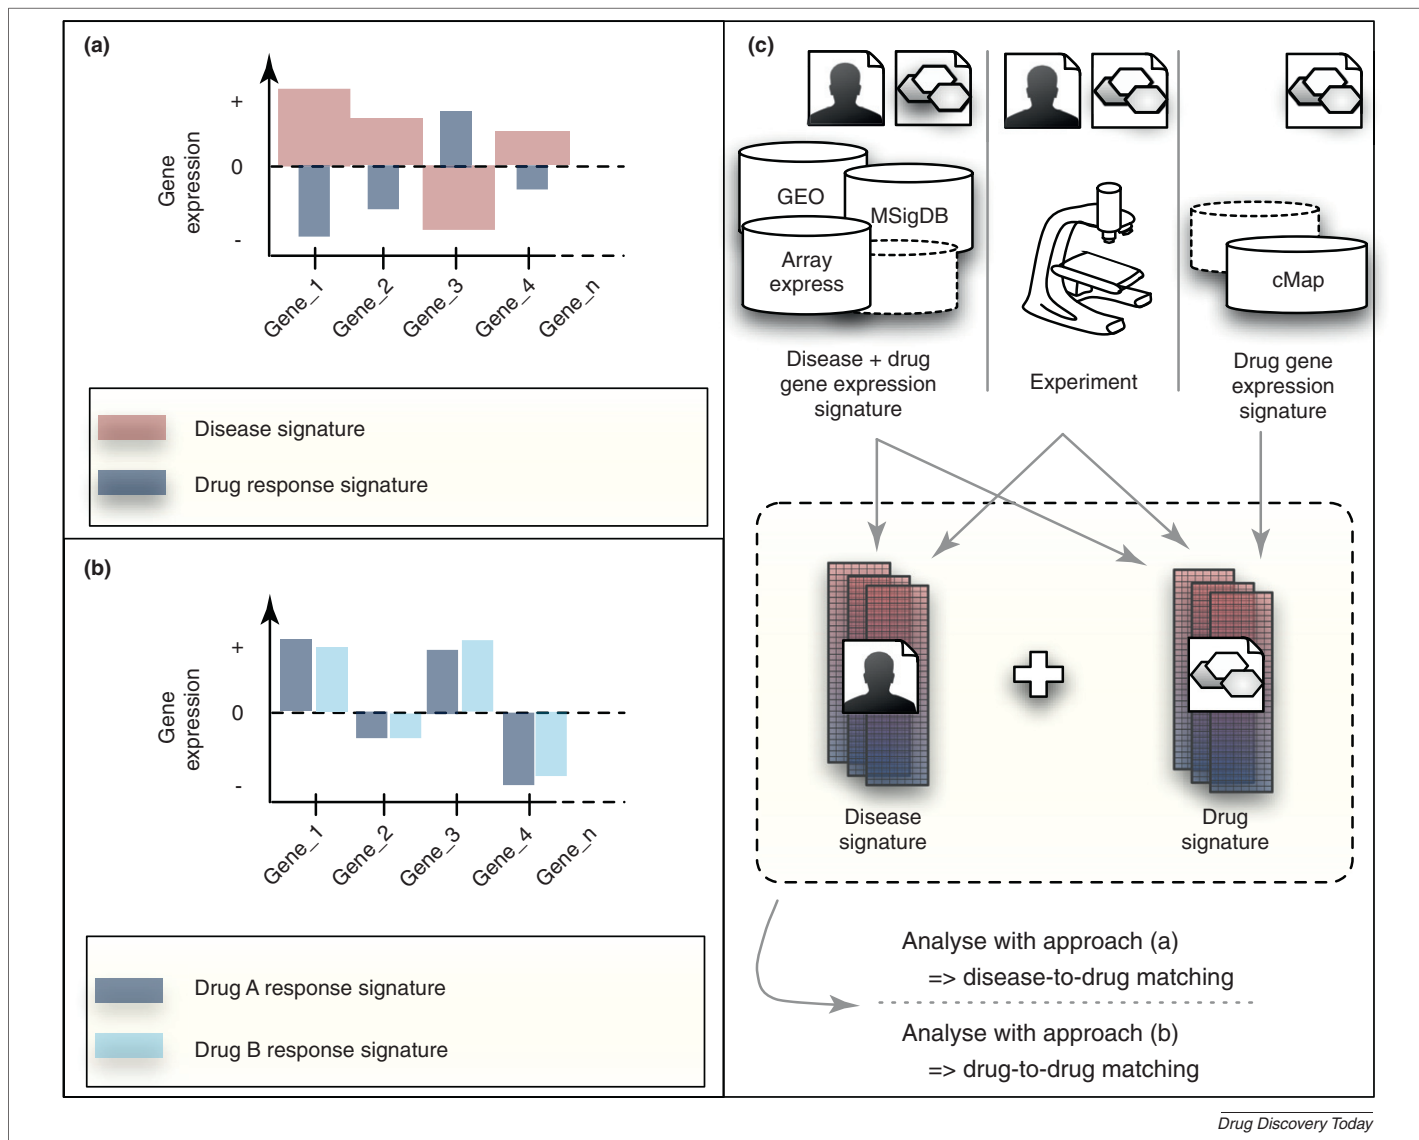 (a)
+
0
-
Gene
expression
Gene_1
Gene_2
Gene_3
Gene_4
Gene_n
Disease signature
Drug response signature
(b)
+
0
-
Gene
expression
Gene_1
Gene_2
Gene_3
Gene_4
Gene_n
Drug A response signature
Drug B response signature
(c)
GEO
MSigDB
Array
express
cMap
Disease + drug
gene expression
signature
Experiment
Drug gene
expression
signature
Disease
signature
Drug
signature
Analyse with approach (a)
=> disease-to-drug matching
Analyse with approach (b)
=> drug-to-drug matching
Drug Discovery Today